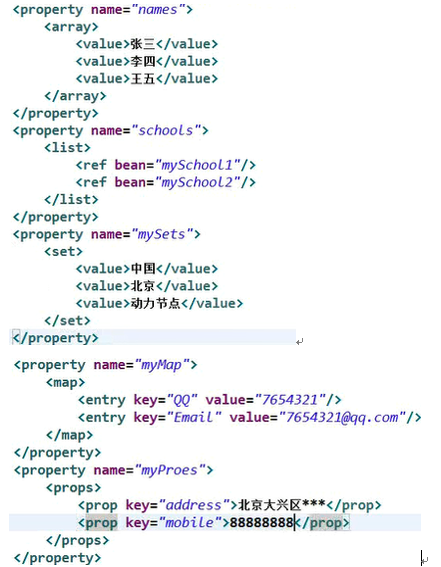 <property name="names">
<array>
<value>张三</value>
<value>李四</value>
<value>王五</value>
</array>
</property>
<property name="schools">
<list>
<ref bean="mySchool1"/>
<ref bean="mySchool2"/>
</list>
</property>
<property name="mySets">
<set>
<value>中国</value>
<value>北京</value>
<value>动力节点</value>
</set>
</property>
<property name="myMap">
<map>
<entry key="QQ" value="7654321"/>
<entry key="Email" value="7654321@qq.com"/>
</map>
</property>
<property name="myProes">
<props>
<prop key="address">北京大兴区***</prop>
<prop key="mobile">88888888</prop>
</props>
</property>